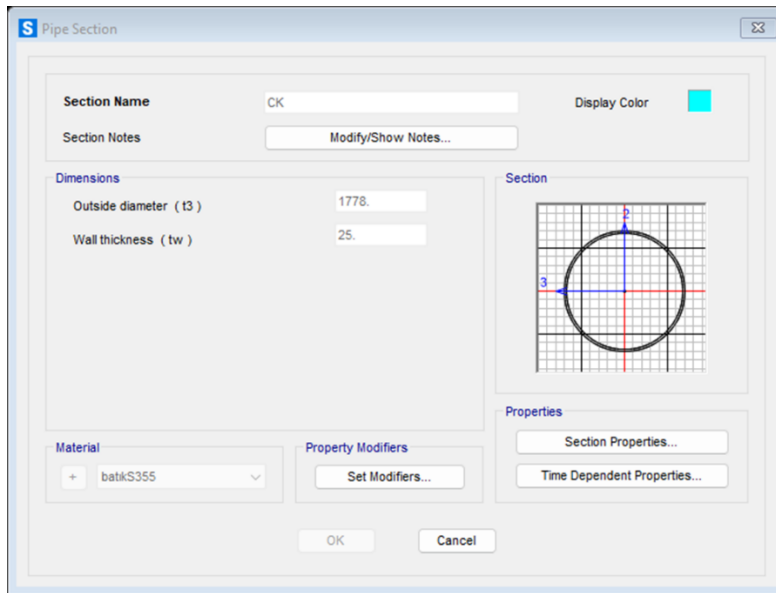 S Pipe Section
Section Name CK Display Color
Section Notes Modify/Show Notes...
Dimensions
Outside diameter ( t3 ) 1778.
Wall thickness ( tw ) 25.
Section
2
3
Properties
Section Properties...
Time Dependent Properties...
Material
+ batıkS355
Property Modifiers
Set Modifiers...
OK Cancel